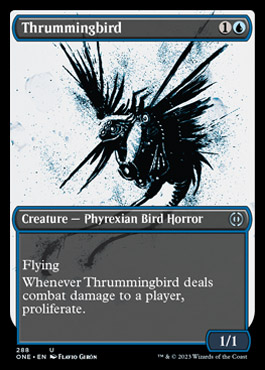 Thrummingbird 1
Creature — Phyrexian Bird Horror
Flying
Whenever Thrummingbird deals
combat damage to a player,
proliferate.
1/1
288 U
ONE • EN Flavio Girón
™ & © 2023 Wizards of the Coast